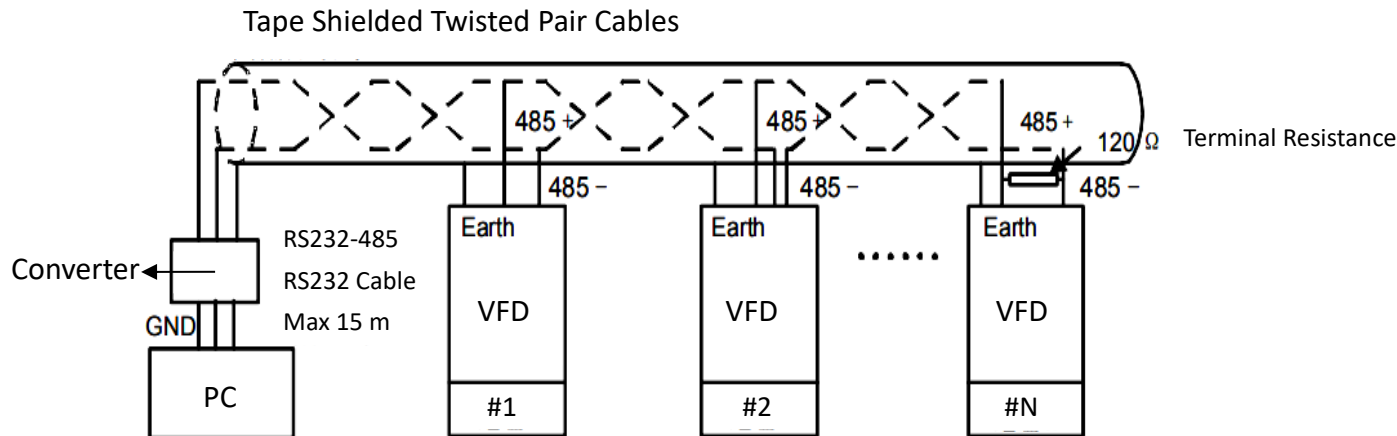 Tape Shielded Twisted Pair Cables
485 +
485 +
485 +
120 Ω
Terminal Resistance
485 −
485 −
485 −
Earth
Earth
Earth
RS232-485
RS232 Cable
Max 15 m
Converter
GND
PC
VFD
VFD
VFD
......
#1
#2
#N